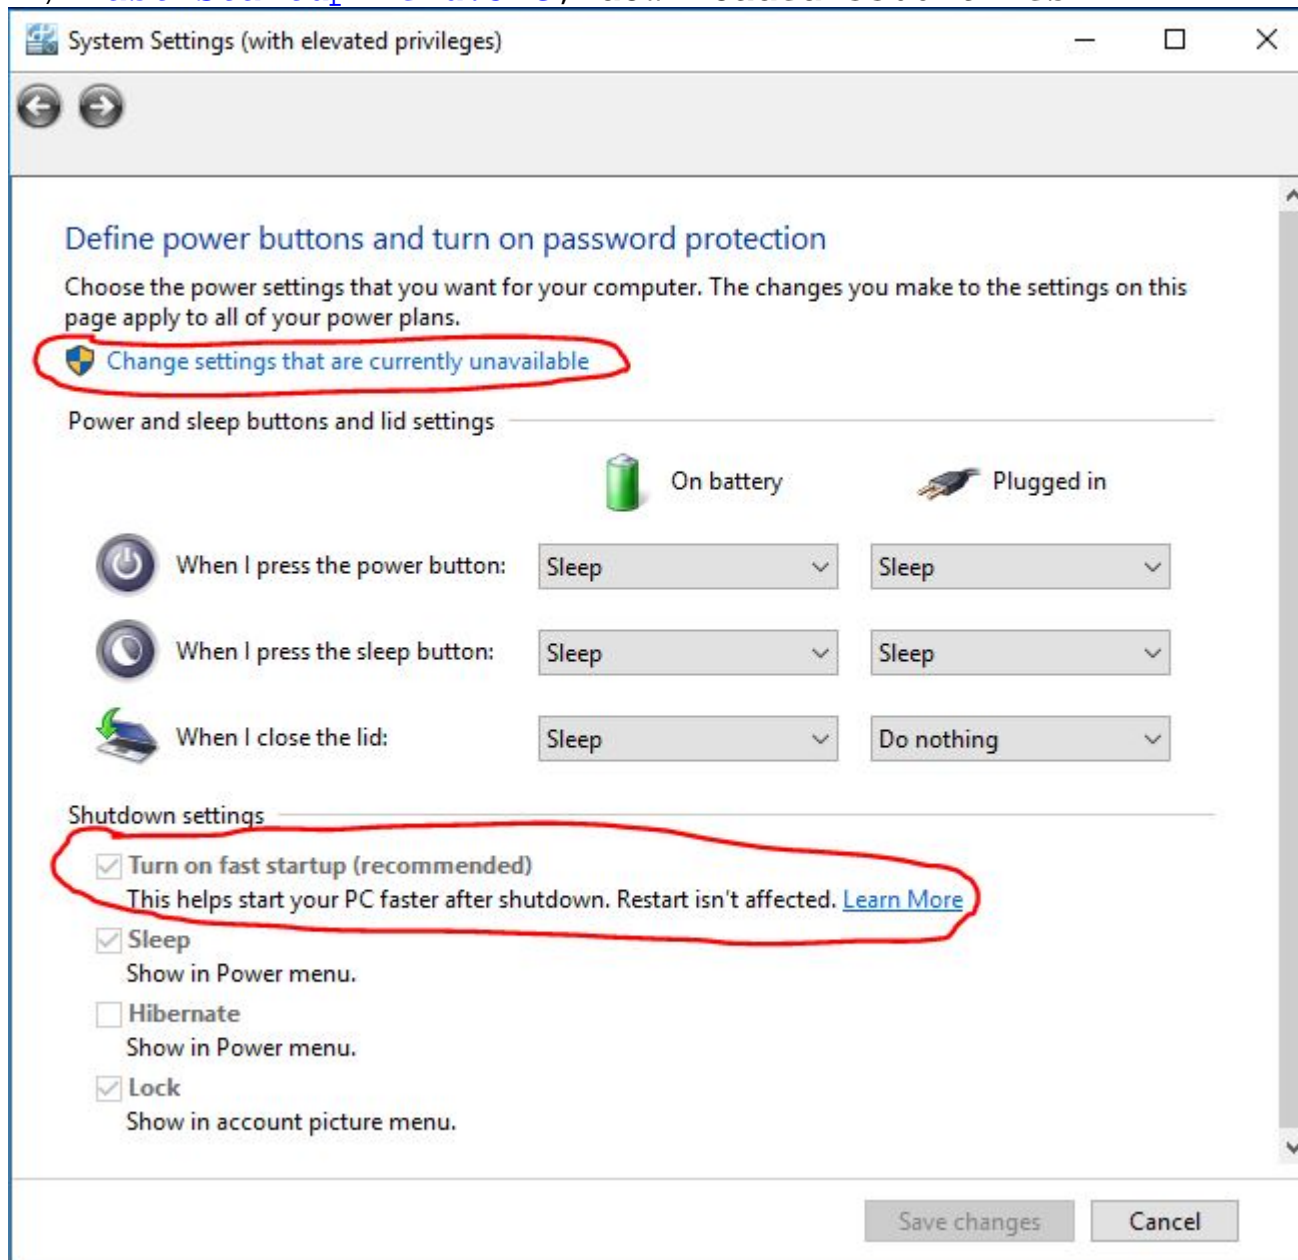 System Settings (with elevated privileges)
Define power buttons and turn on password protection
Choose the power settings that you want for your computer. The changes you make to the settings on this
page apply to all of your power plans.
Change settings that are currently unavailable
Power and sleep buttons and lid settings
On battery Plugged in
When I press the power button: Sleep Sleep
When I press the sleep button: Sleep Sleep
When I close the lid: Sleep Do nothing
Shutdown settings
Turn on fast startup (recommended)
This helps start your PC faster after shutdown. Restart isn't affected. Learn More
Sleep
Show in Power menu.
Hibernate
Show in Power menu.
Lock
Show in account picture menu.
Save changes Cancel